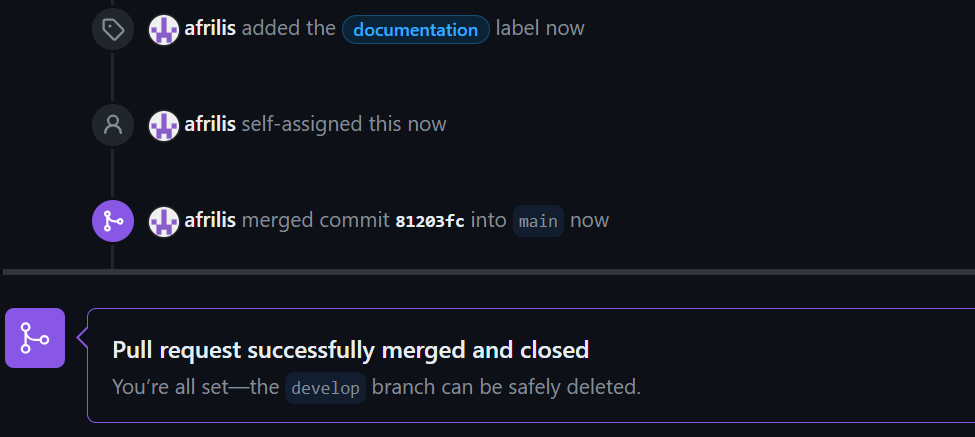 afrilis added the documentation label now
afrilis self-assigned this now
afrilis merged commit 81203fc into main now
Pull request successfully merged and closed
You’re all set—the develop branch can be safely deleted.